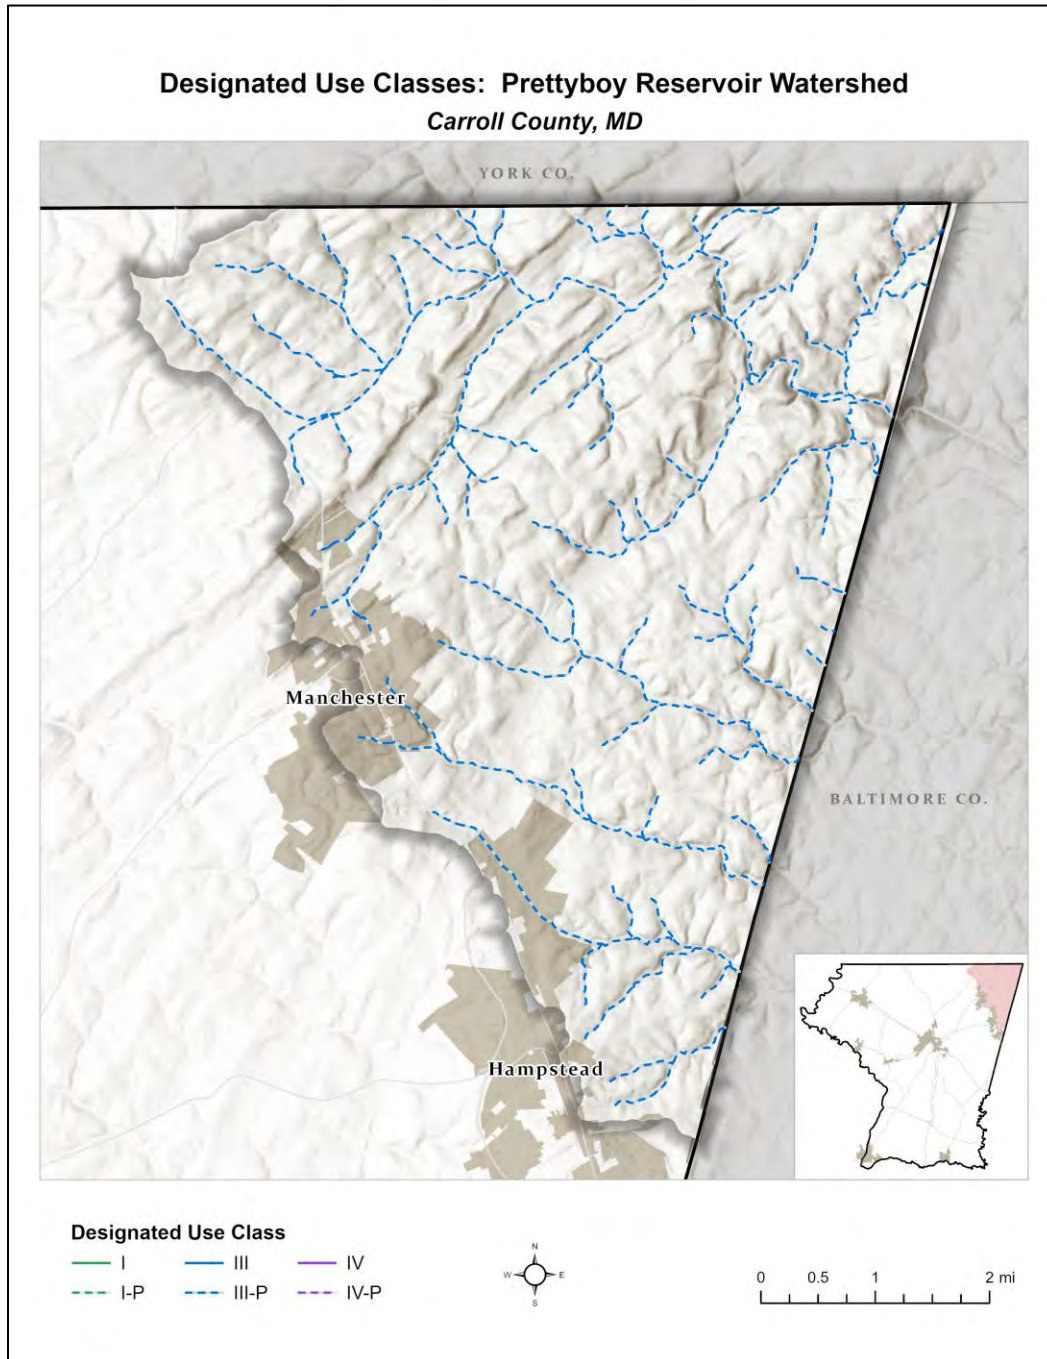 Designated Use Classes: Prettyboy Reservoir Watershed
Carroll County, MD
YORK CO.
Manchester
BALTIMORE CO.
Hampstead
Designated Use Class
I
III
IV
I-P
III-P
IV-P
N
W
E
S
0
0.5
1
2 mi